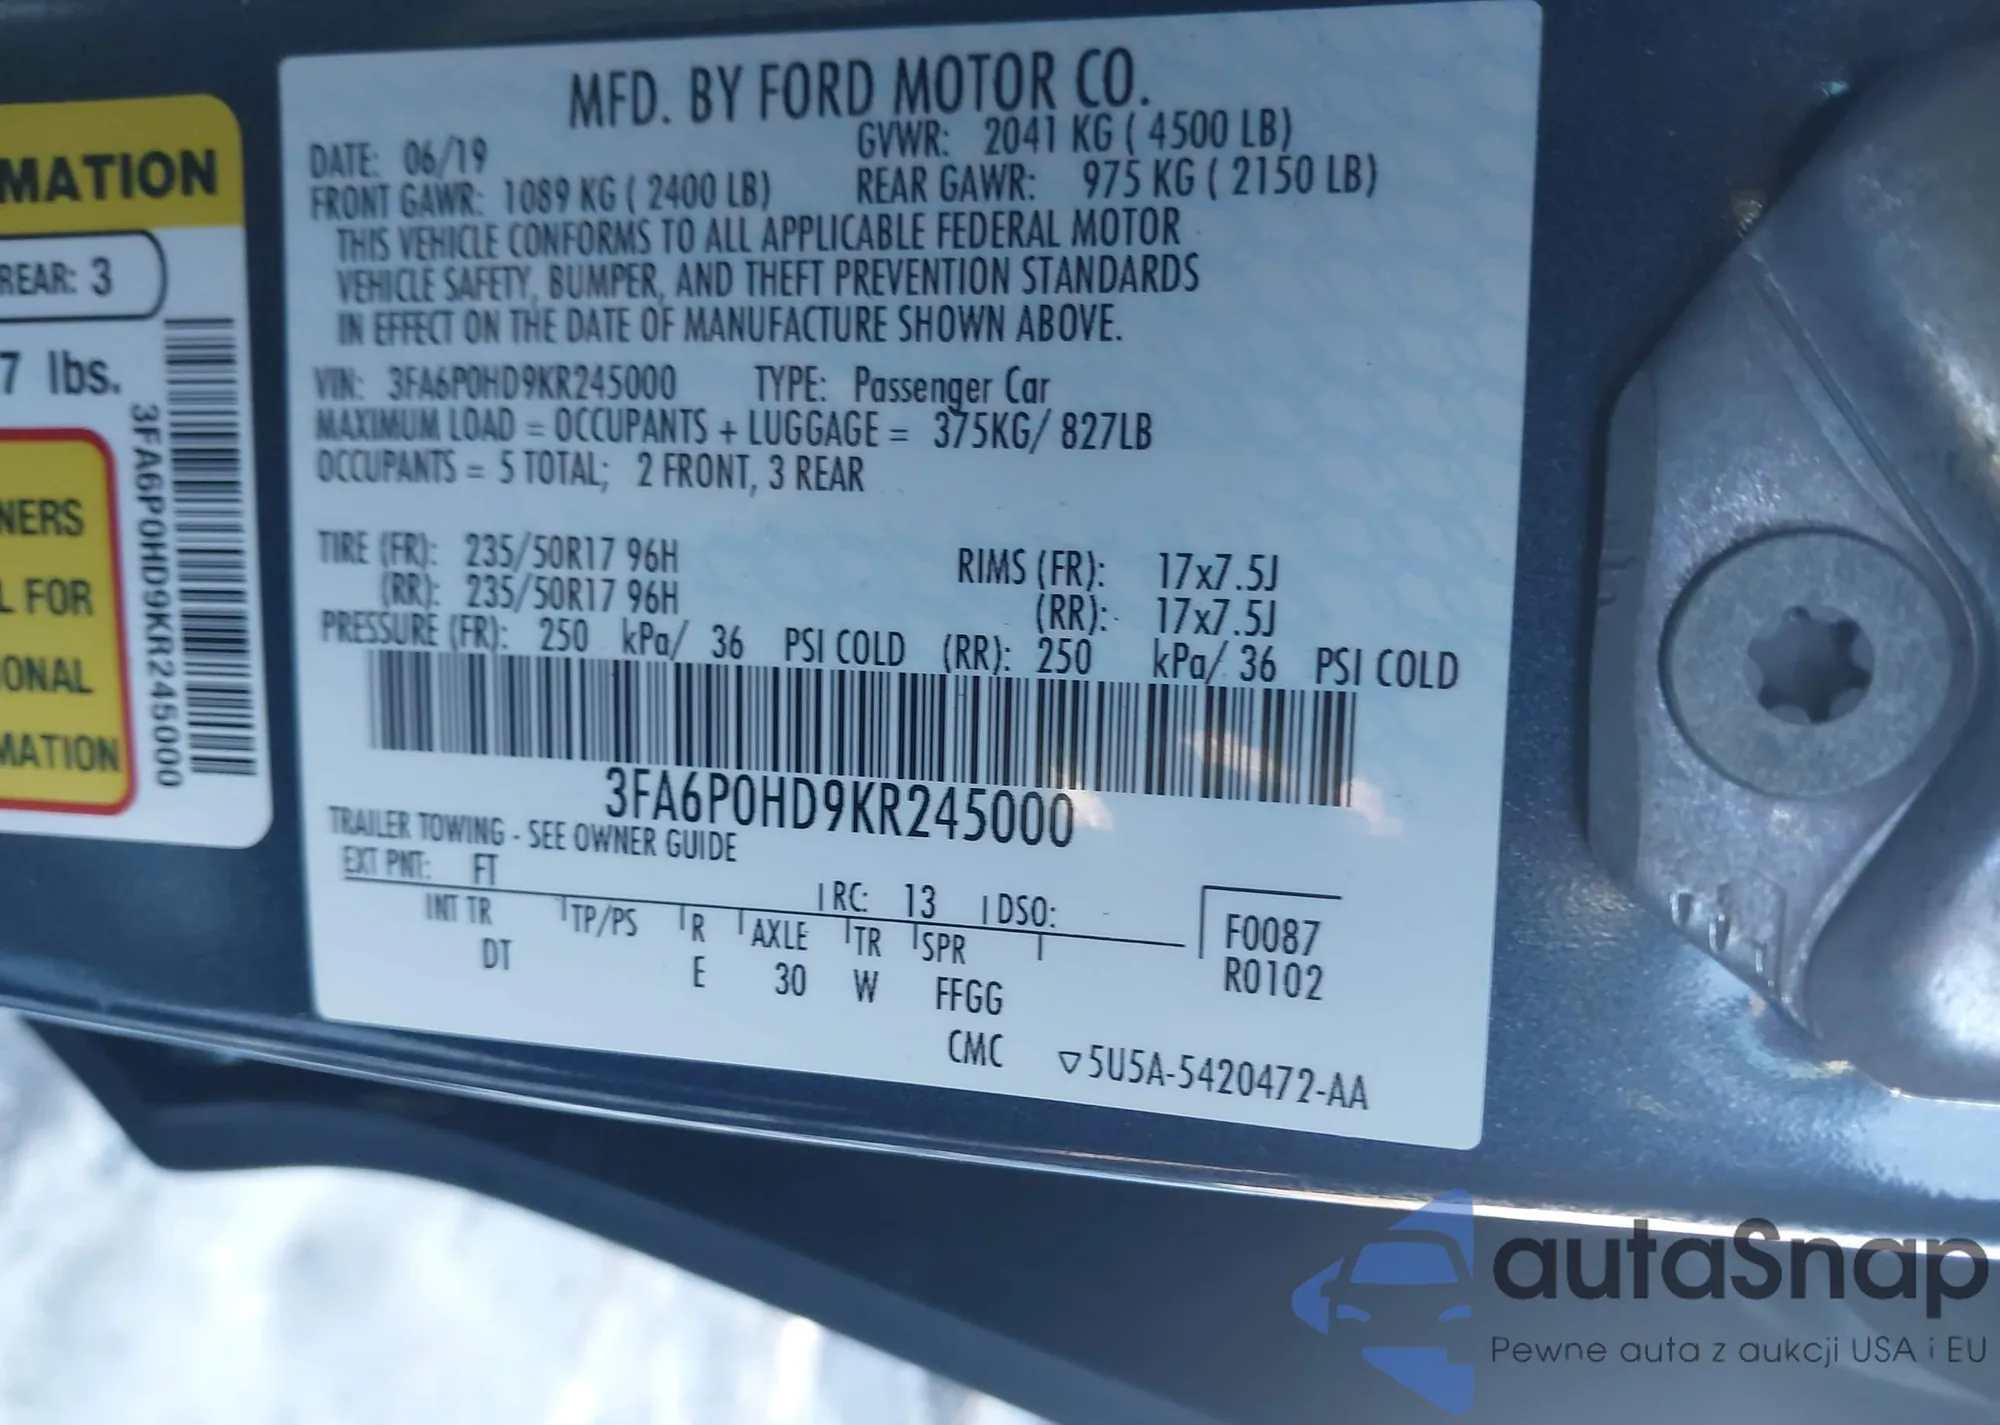 MATION
REAR: 3
7 lbs.
NERS
L FOR
ONAL
MATION
3FA6P0HD9KR245000
MFD. BY FORD MOTOR CO.
DATE: 06/19 GVWR: 2041 KG ( 4500 LB)
FRONT GAWR: 1089 KG ( 2400 LB) REAR GAWR: 975 KG ( 2150 LB)
THIS VEHICLE CONFORMS TO ALL APPLICABLE FEDERAL MOTOR
VEHICLE SAFETY, BUMPER, AND THEFT PREVENTION STANDARDS
IN EFFECT ON THE DATE OF MANUFACTURE SHOWN ABOVE.
VIN: 3FA6P0HD9KR245000 TYPE: Passenger Car
MAXIMUM LOAD = OCCUPANTS + LUGGAGE = 375KG/ 827LB
OCCUPANTS = 5 TOTAL; 2 FRONT, 3 REAR
TIRE (FR): 235/50R17 96H RIMS (FR): 17x7.5J
(RR): 235/50R17 96H (RR): 17x7.5J
PRESSURE (FR): 250 kPa/ 36 PSI COLD (RR): 250 kPa/ 36 PSI COLD
3FA6P0HD9KR245000
TRAILER TOWING - SEE OWNER GUIDE
EXT PNT: FT RC: 13 DSO:
INT TR TP/PS R AXLE TR SPR F0087
DT E 30 W FFGG R0102
CMC ▽5U5A-5420472-AA
autaSnap
Pewne auta z aukcji USA i EU